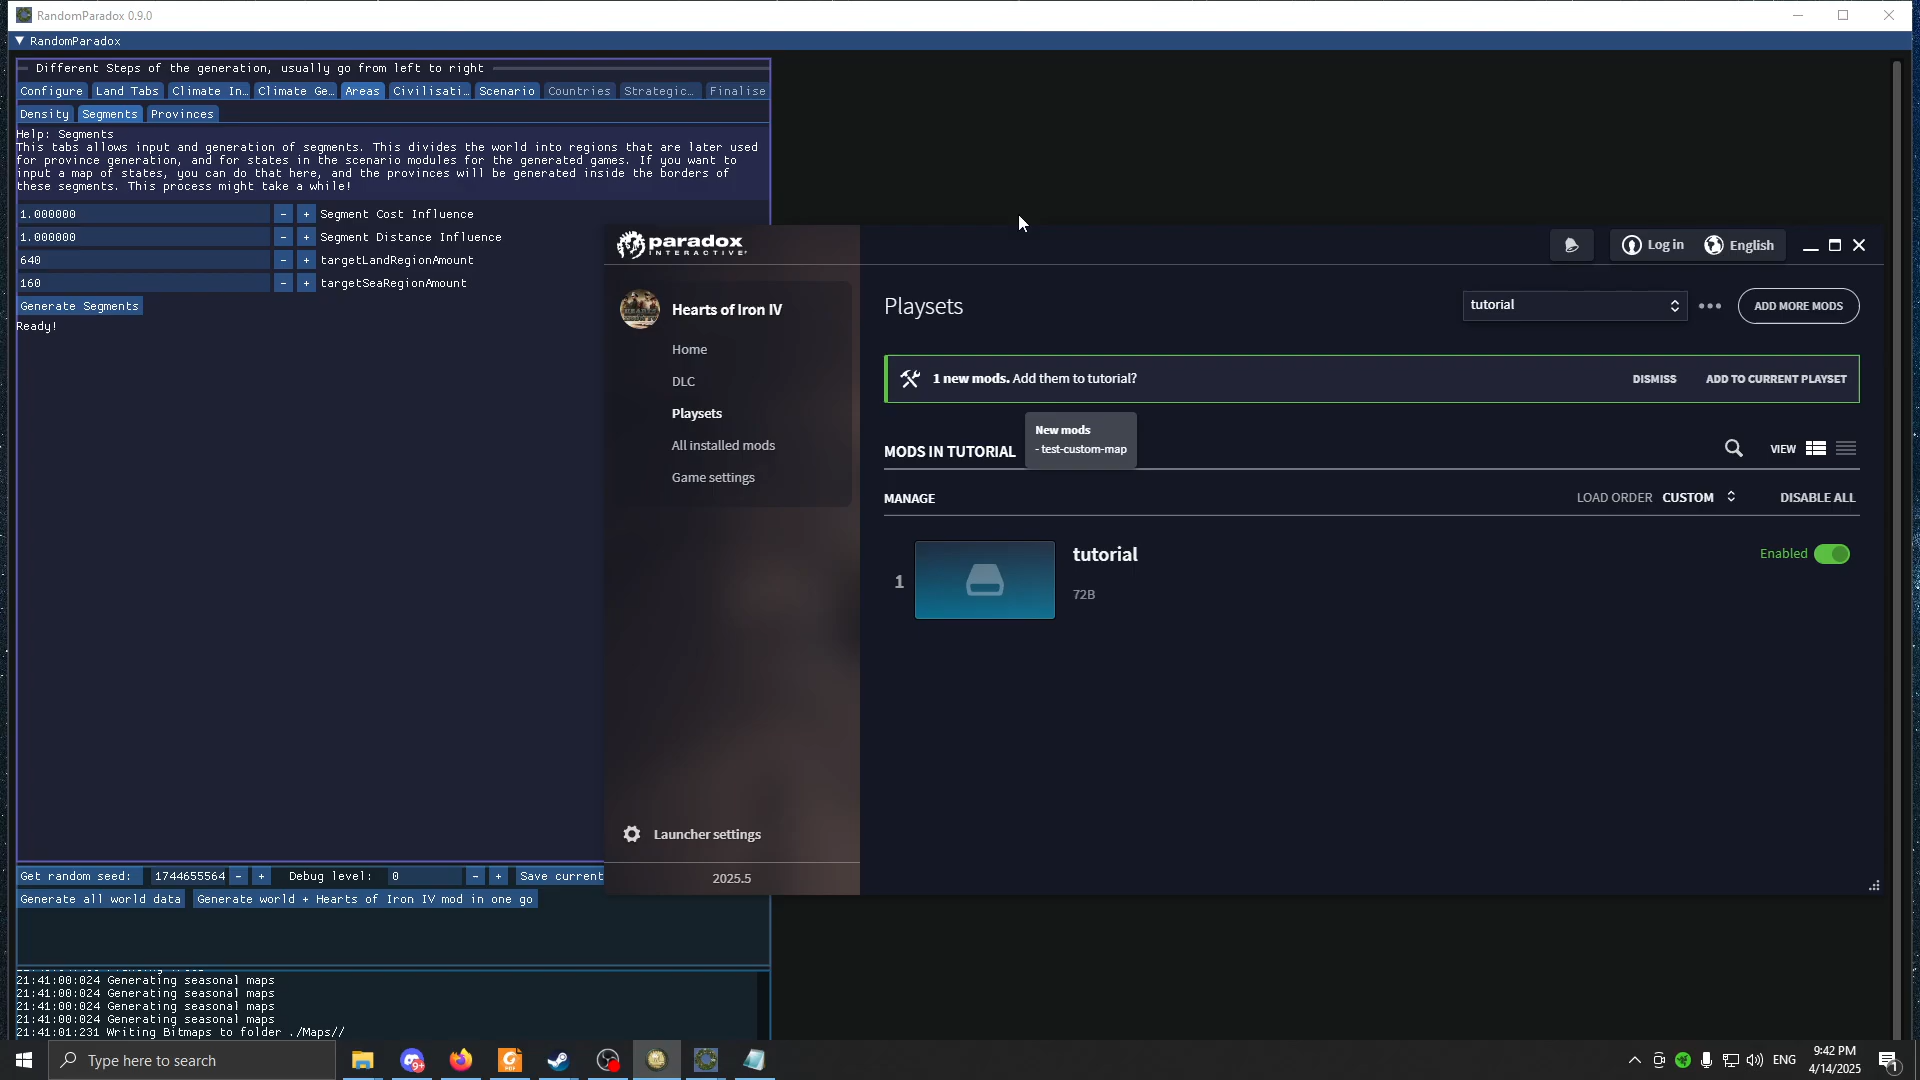 RandomParadox 0.9.0
RandomParadox
Different Steps of the generation, usually go from left to right
Configure Land Tabs Climate In… Climate Ge… Areas Civilisati… Scenario Countries Strategic… Finalise
Density Segments Provinces
Help: Segments
This tabs allows input and generation of segments. This divides the world into regions that are later used
for province generation, and for states in the scenario modules for the generated games. If you want to
input a map of states, you can do that here, and the provinces will be generated inside the borders of
these segments. This process might take a while!
1.000000 - + Segment Cost Influence
1.000000 - + Segment Distance Influence
640 - + targetLandRegionAmount
160 - + targetSeaRegionAmount
Generate Segments
Ready!
paradox
INTERACTIVE
Log in
English
Hearts of Iron IV
Home
DLC
Playsets
All installed mods
Game settings
Launcher settings
2025.5
Playsets
tutorial
ADD MORE MODS
1 new mods. Add them to tutorial?
DISMISS
ADD TO CURRENT PLAYSET
New mods
- test-custom-map
MODS IN TUTORIAL
VIEW
MANAGE
LOAD ORDER CUSTOM
DISABLE ALL
1
tutorial
72B
Enabled
Get random seed: 1744655564 - + Debug level: 0 - + Save current
Generate all world data Generate world + Hearts of Iron IV mod in one go
21:41:00:024 Generating seasonal maps
21:41:00:024 Generating seasonal maps
21:41:00:024 Generating seasonal maps
21:41:00:024 Generating seasonal maps
21:41:01:231 Writing Bitmaps to folder ./Maps//
Type here to search
9+
ENG
9:42 PM
4/14/2025
1